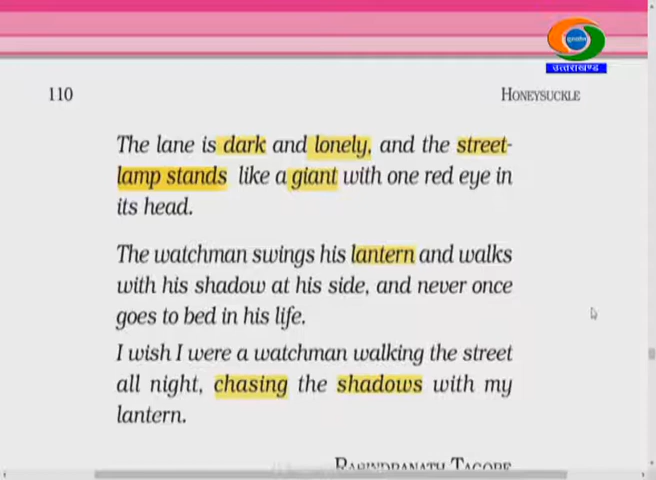 उत्तराखण्ड
110 HONEYSUCKLE
The lane is dark and lonely, and the street-
lamp stands like a giant with one red eye in
its head.
The watchman swings his lantern and walks
with his shadow at his side, and never once
goes to bed in his life.
I wish I were a watchman walking the street
all night, chasing the shadows with my
lantern.
RABINDRANATH TAGORE